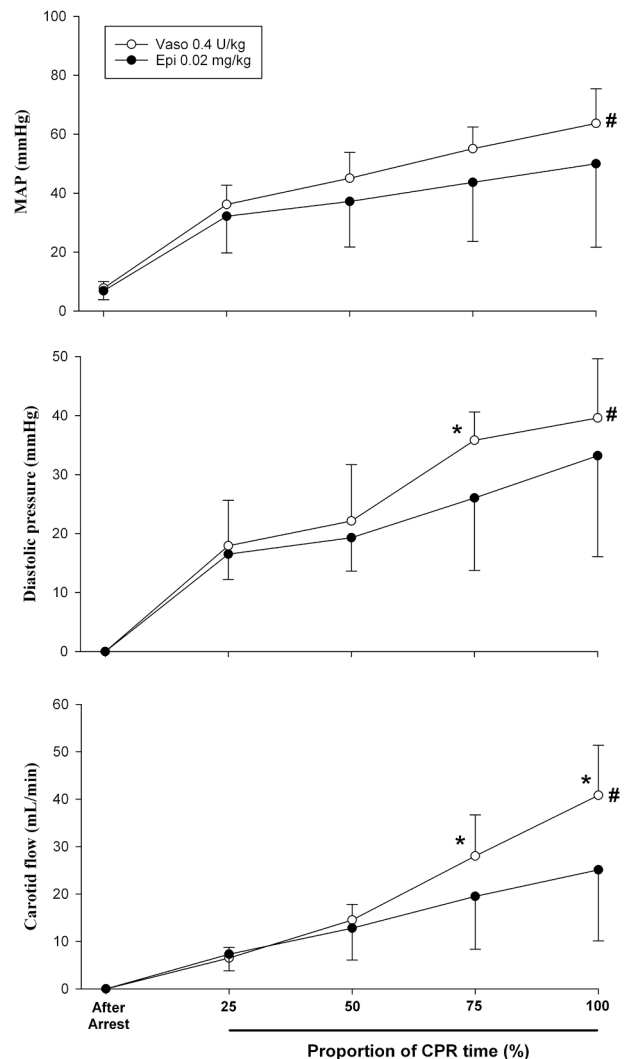 100
Vaso 0.4 U/kg
Epi 0.02 mg/kg
80
60
#
40
20
0
MAP (mmHg)
50
40
*
#
30
20
10
0
Diastolic pressure (mmHg)
60
50
*
40
#
*
30
20
10
0
Carotid flow (mL/min)
After
Arrest
25 50 75 100
Proportion of CPR time (%)